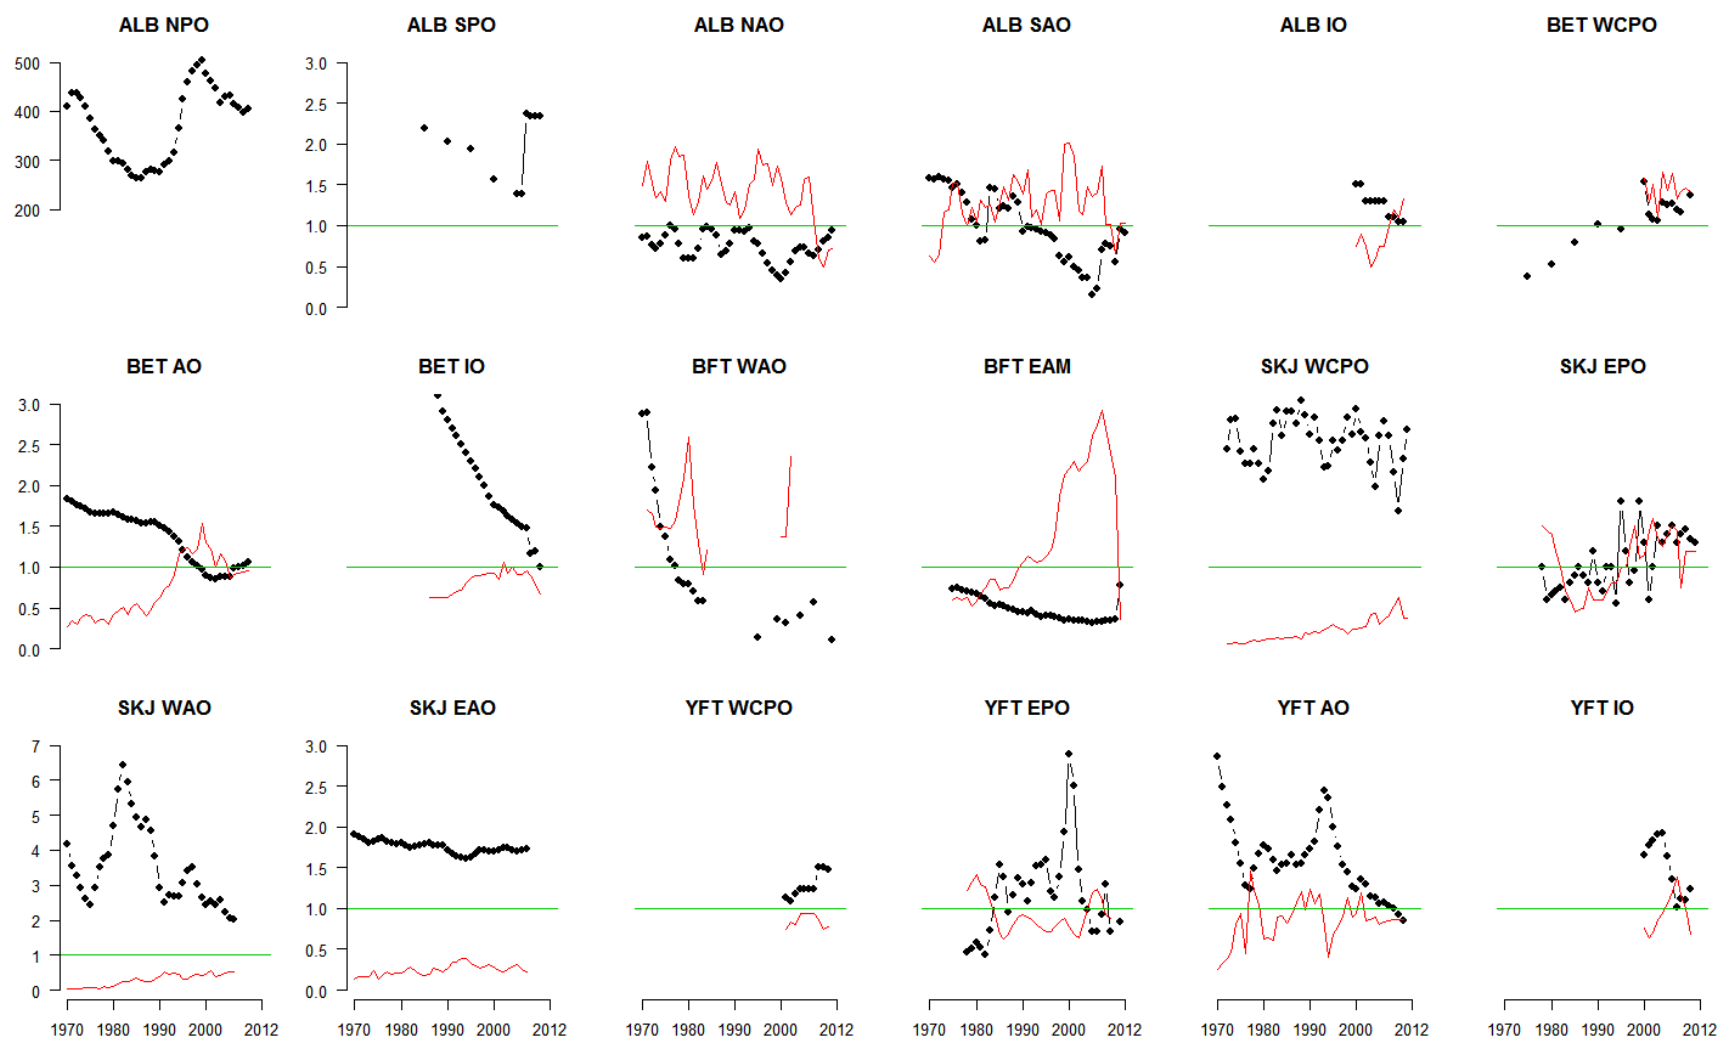 ALB NPO ALB SPO ALB NAO ALB SAO ALB IO BET WCPO
500 400 300 200
3.0 2.5 2.0 1.5 1.0 0.5 0.0
BET AO BET IO BFT WAO BFT EAM SKJ WCPO SKJ EPO
3.0 2.5 2.0 1.5 1.0 0.5 0.0
SKJ WAO SKJ EAO YFT WCPO YFT EPO YFT AO YFT IO
7 6 5 4 3 2 1 0
3.0 2.5 2.0 1.5 1.0 0.5 0.0
1970 1980 1990 2000 2012 1970 1980 1990 2000 2012 1970 1980 1990 2000 2012 1970 1980 1990 2000 2012 1970 1980 1990 2000 2012 1970 1980 1990 2000 2012